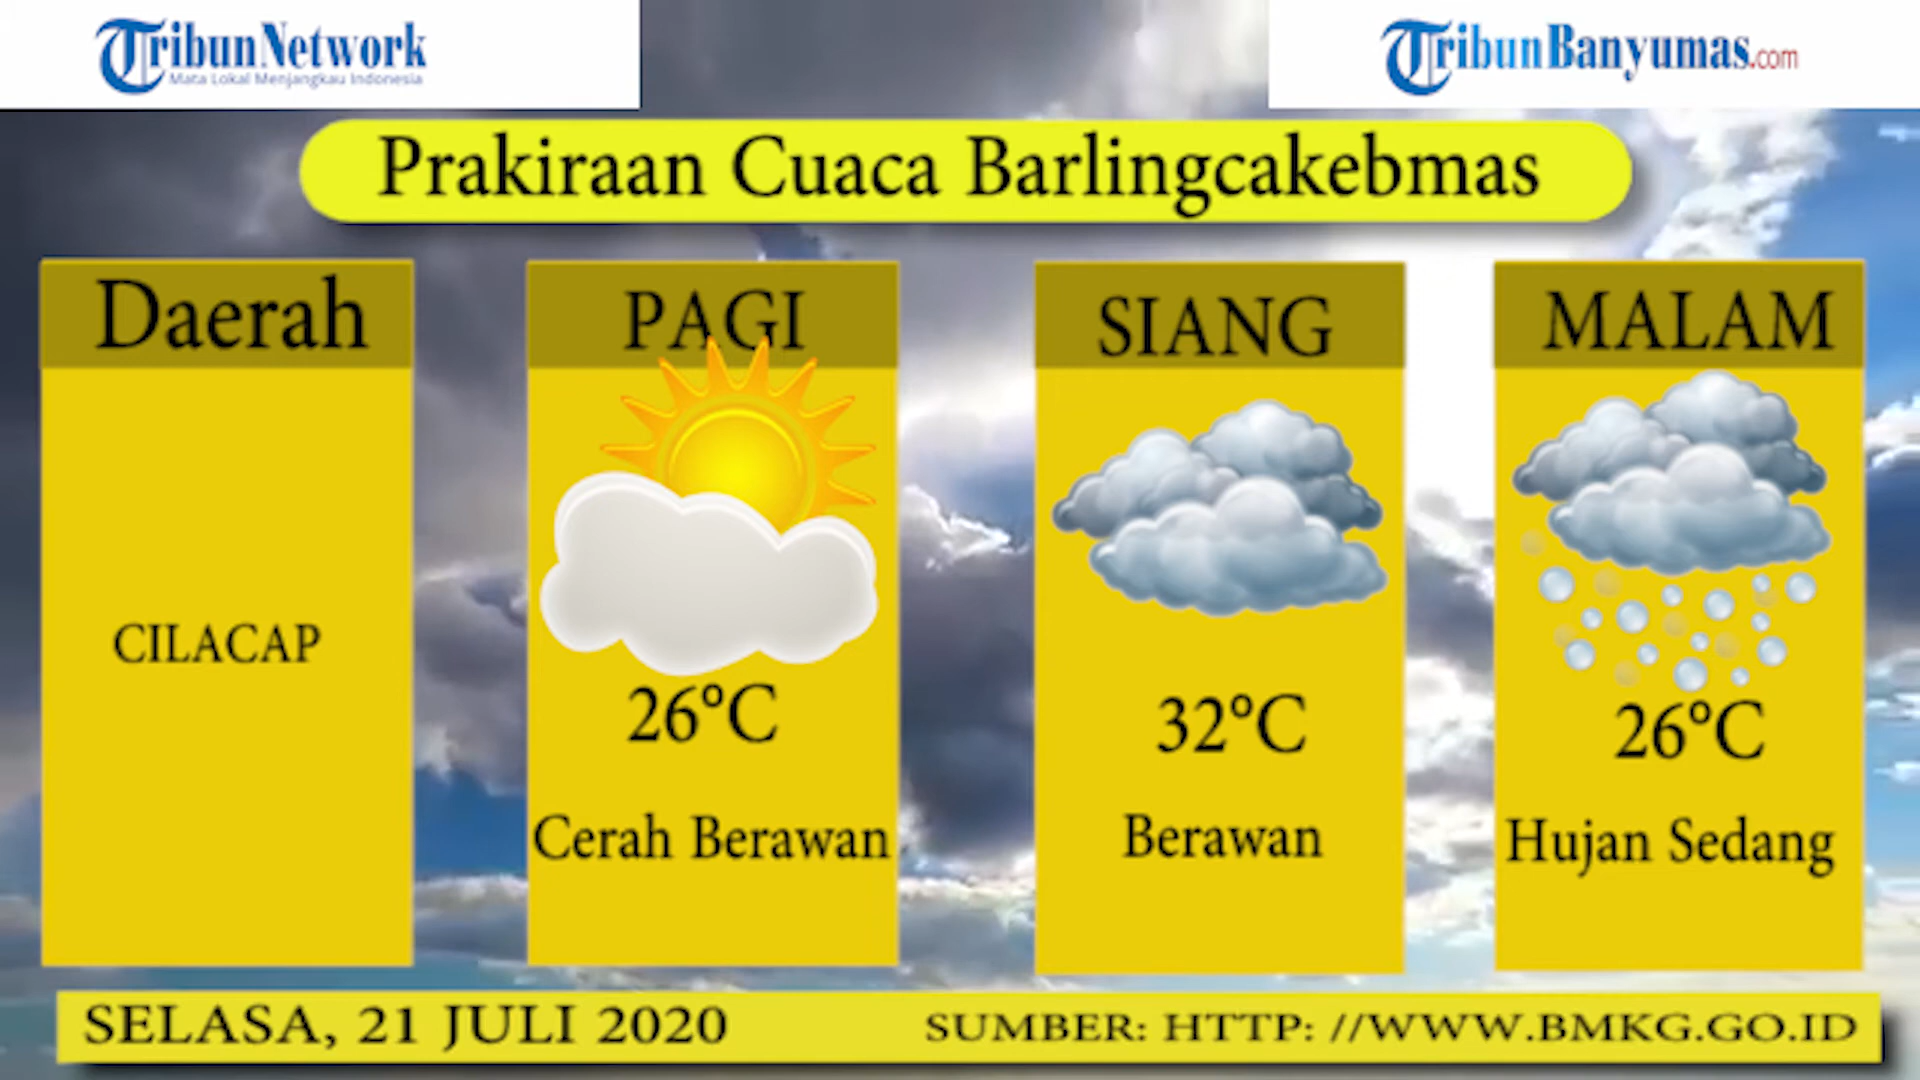 TribunNetwork
Mata Lokal Menjangkau Indonesia
TribunBanyumas.com
Prakiraan Cuaca Barlingcakebmas
Daerah
PAGI
SIANG
MALAM
CILACAP
26°C
32°C
26°C
Cerah Berawan
Berawan
Hujan Sedang
SELASA, 21 JULI 2020
SUMBER: HTTP: //WWW.BMKG.GO.ID